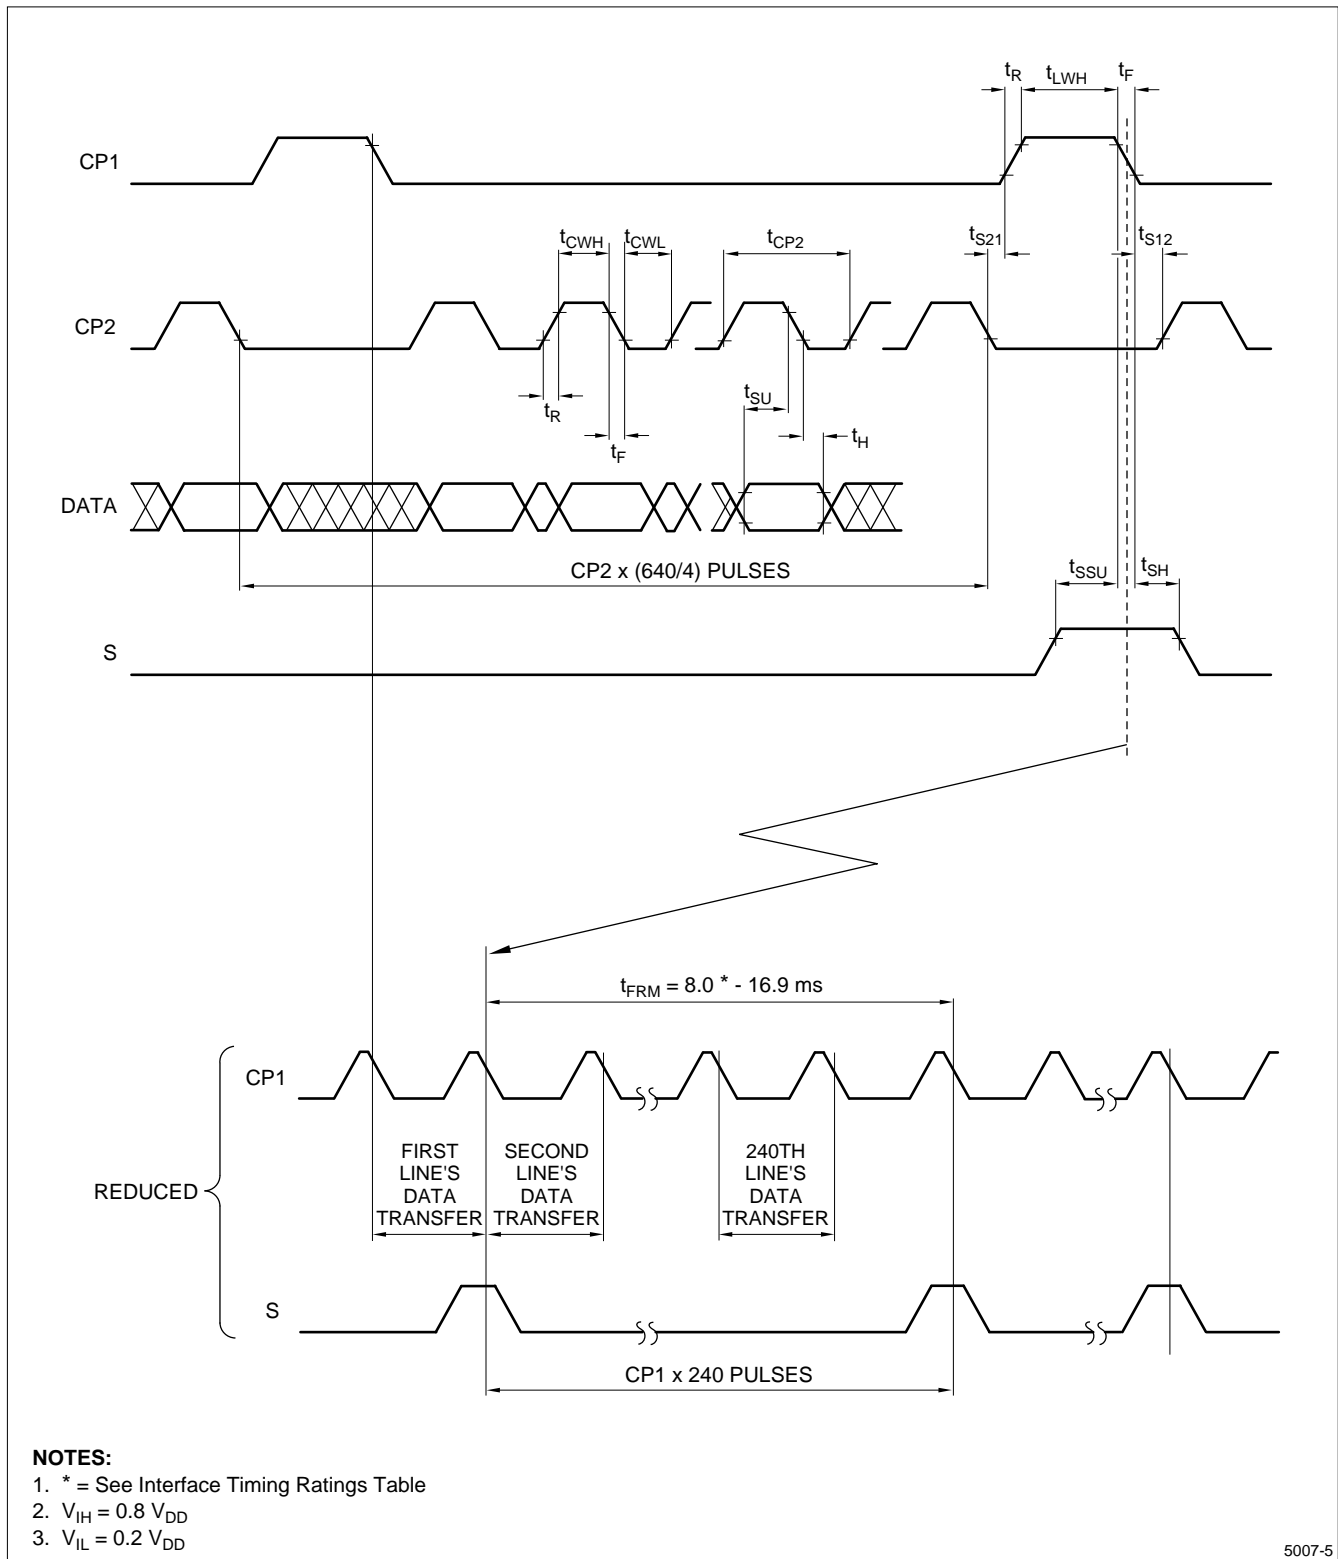 tR tLWH tF
CP1
tS21 tS12
tCWH tCWL tCP2
CP2
tR tSU
tF tH
DATA
CP2 x (640/4) PULSES
tSSU tSH
S
tFRM = 8.0 * - 16.9 ms
CP1
FIRST LINE'S DATA TRANSFER
SECOND LINE'S DATA TRANSFER
240TH LINE'S DATA TRANSFER
REDUCED
S
CP1 x 240 PULSES
NOTES:
1. * = See Interface Timing Ratings Table
2. VIH = 0.8 VDD
3. VIL = 0.2 VDD
5007-5